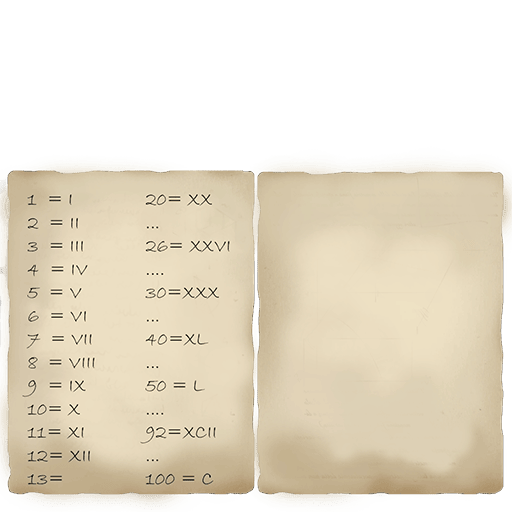 1 = I
2 = II
3 = III
4 = IV
5 = V
6 = VI
7 = VII
8 = VIII
9 = IX
10= X
11= XI
12= XII
13=
20= XX
...
26= XXVI
....
30=XXX
...
40=XL
...
50 = L
....
92=XCII
...
100 = C